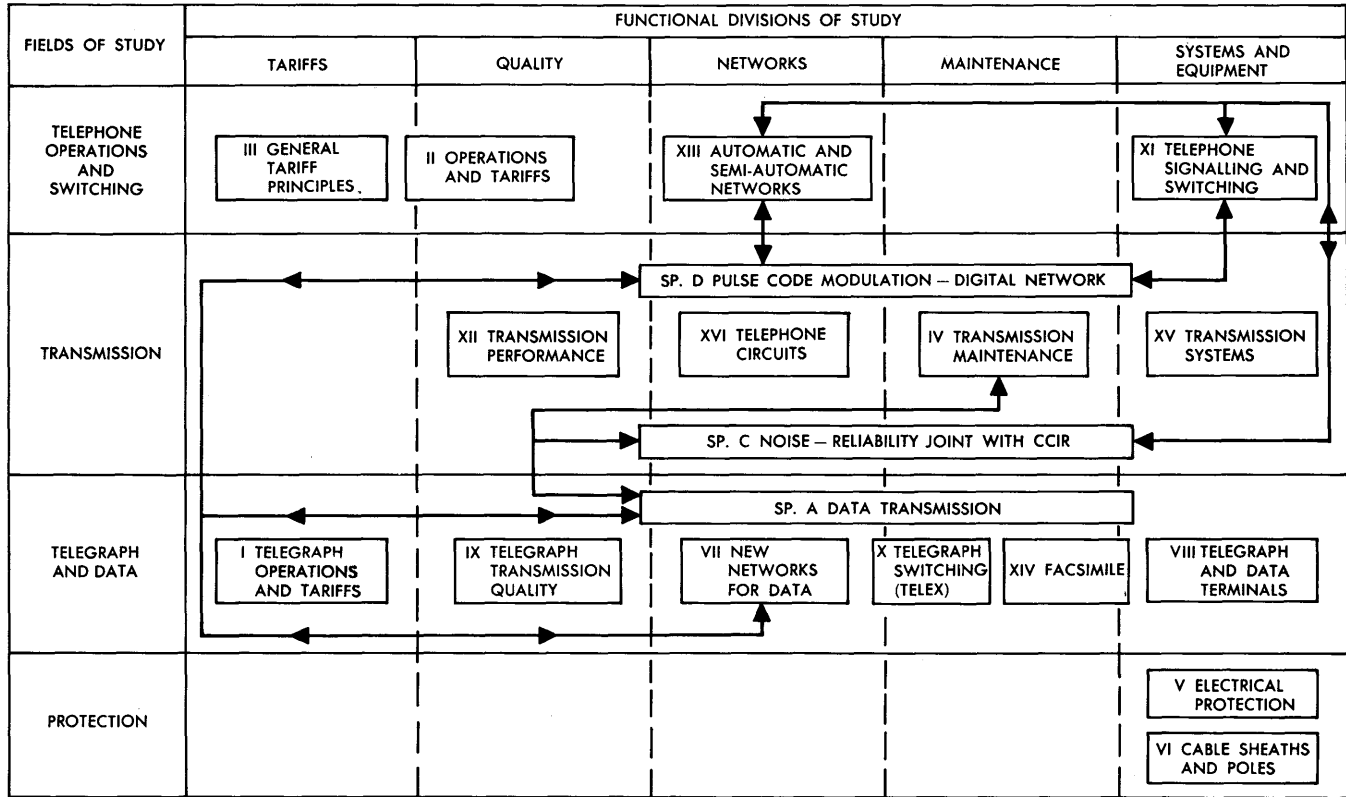 FUNCTIONAL DIVISIONS OF STUDY
FIELDS OF STUDY
TARIFFS
QUALITY
NETWORKS
MAINTENANCE
SYSTEMS AND
EQUIPMENT
TELEPHONE
OPERATIONS
AND
SWITCHING
III GENERAL
TARIFF
PRINCIPLES.
II OPERATIONS
AND TARIFFS
XIII AUTOMATIC AND
SEMI-AUTOMATIC
NETWORKS
XI TELEPHONE
SIGNALLING AND
SWITCHING
TRANSMISSION
SP. D PULSE CODE MODULATION — DIGITAL NETWORK
XII TRANSMISSION
PERFORMANCE
XVI TELEPHONE
CIRCUITS
IV TRANSMISSION
MAINTENANCE
XV TRANSMISSION
SYSTEMS
SP. C NOISE — RELIABILITY JOINT WITH CCIR
TELEGRAPH
AND DATA
SP. A DATA TRANSMISSION
I TELEGRAPH
OPERATIONS
AND TARIFFS
IX TELEGRAPH
TRANSMISSION
QUALITY
VII NEW
NETWORKS
FOR DATA
X TELEGRAPH
SWITCHING
(TELEX)
XIV FACSIMILE
VIII TELEGRAPH
AND DATA
TERMINALS
PROTECTION
V ELECTRICAL
PROTECTION
VI CABLE SHEATHS
AND POLES